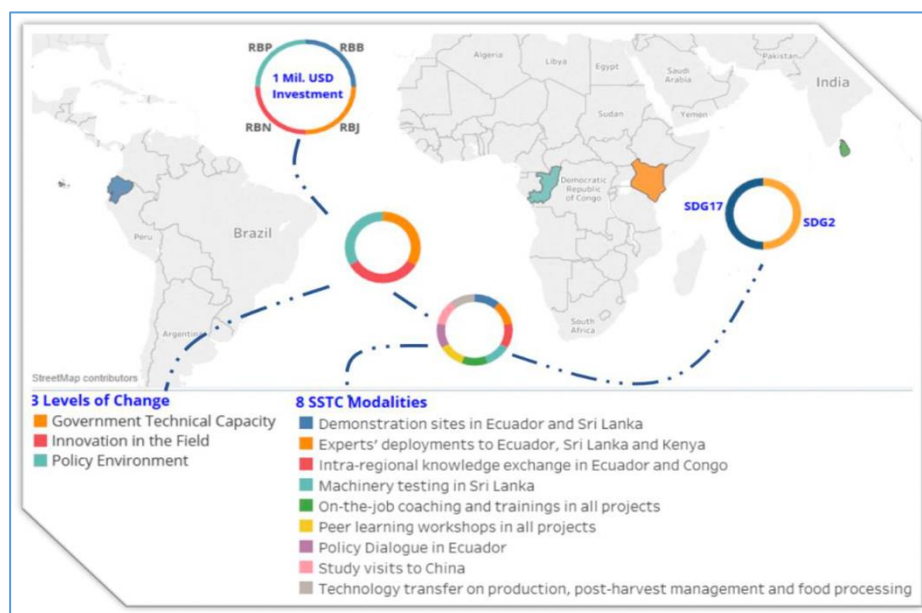 RBP
RBB
1 Mil. USD
Investment
RBN
RBJ
Algeria
Libya
Egypt
Saudi
Arabia
Pakistan
India
Sudan
Yemen
Democratic
Republic
of Congo
Peru
Brazil
SDG17
SDG2
Argentina
South
Africa
StreetMap contributors
3 Levels of Change
Government Technical Capacity
Innovation in the Field
Policy Environment
8 SSTC Modalities
Demonstration sites in Ecuador and Sri Lanka
Experts' deployments to Ecuador, Sri Lanka and Kenya
Intra-regional knowledge exchange in Ecuador and Congo
Machinery testing in Sri Lanka
On-the-job coaching and trainings in all projects
Peer learning workshops in all projects
Policy Dialogue in Ecuador
Study visits to China
Technology transfer on production, post-harvest management and food processing